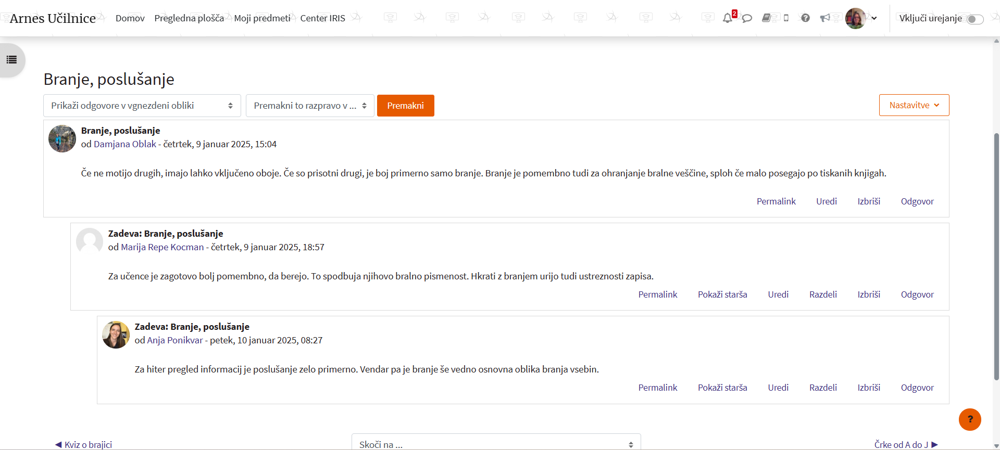 Arnes Učilnice Domov Pregledna plošča Moji predmeti Center IRIS 2 Vključi urejanje
Branje, poslušanje
Prikaži odgovore v vgnezdeni obliki Premakni to razpravo v ... Premakni Nastavitve
Branje, poslušanje
od Damjana Oblak - četrtek, 9 januar 2025, 15:04
Če ne motijo drugih, imajo lahko vključeno oboje. Če so prisotni drugi, je boj primerno samo branje. Branje je pomembno tudi za ohranjanje bralne veščine, sploh če malo posegajo po tiskanih knjigah.
Permalink Uredi Izbriši Odgovor
Zadeva: Branje, poslušanje
od Marija Repe Kocman - četrtek, 9 januar 2025, 18:57
Za učence je zagotovo bolj pomembno, da berejo. To spodbuja njihovo bralno pismenost. Hkrati z branjem urijo tudi ustreznosti zapisa.
Permalink Pokaži starša Uredi Razdeli Izbriši Odgovor
Zadeva: Branje, poslušanje
od Anja Ponikvar - petek, 10 januar 2025, 08:27
Za hiter pregled informacij je poslušanje zelo primerno. Vendar pa je branje še vedno osnovna oblika branja vsebin.
Permalink Pokaži starša Uredi Razdeli Izbriši Odgovor
?
◀ Kviz o brajici Skoči na ... Črke od A do J ▶